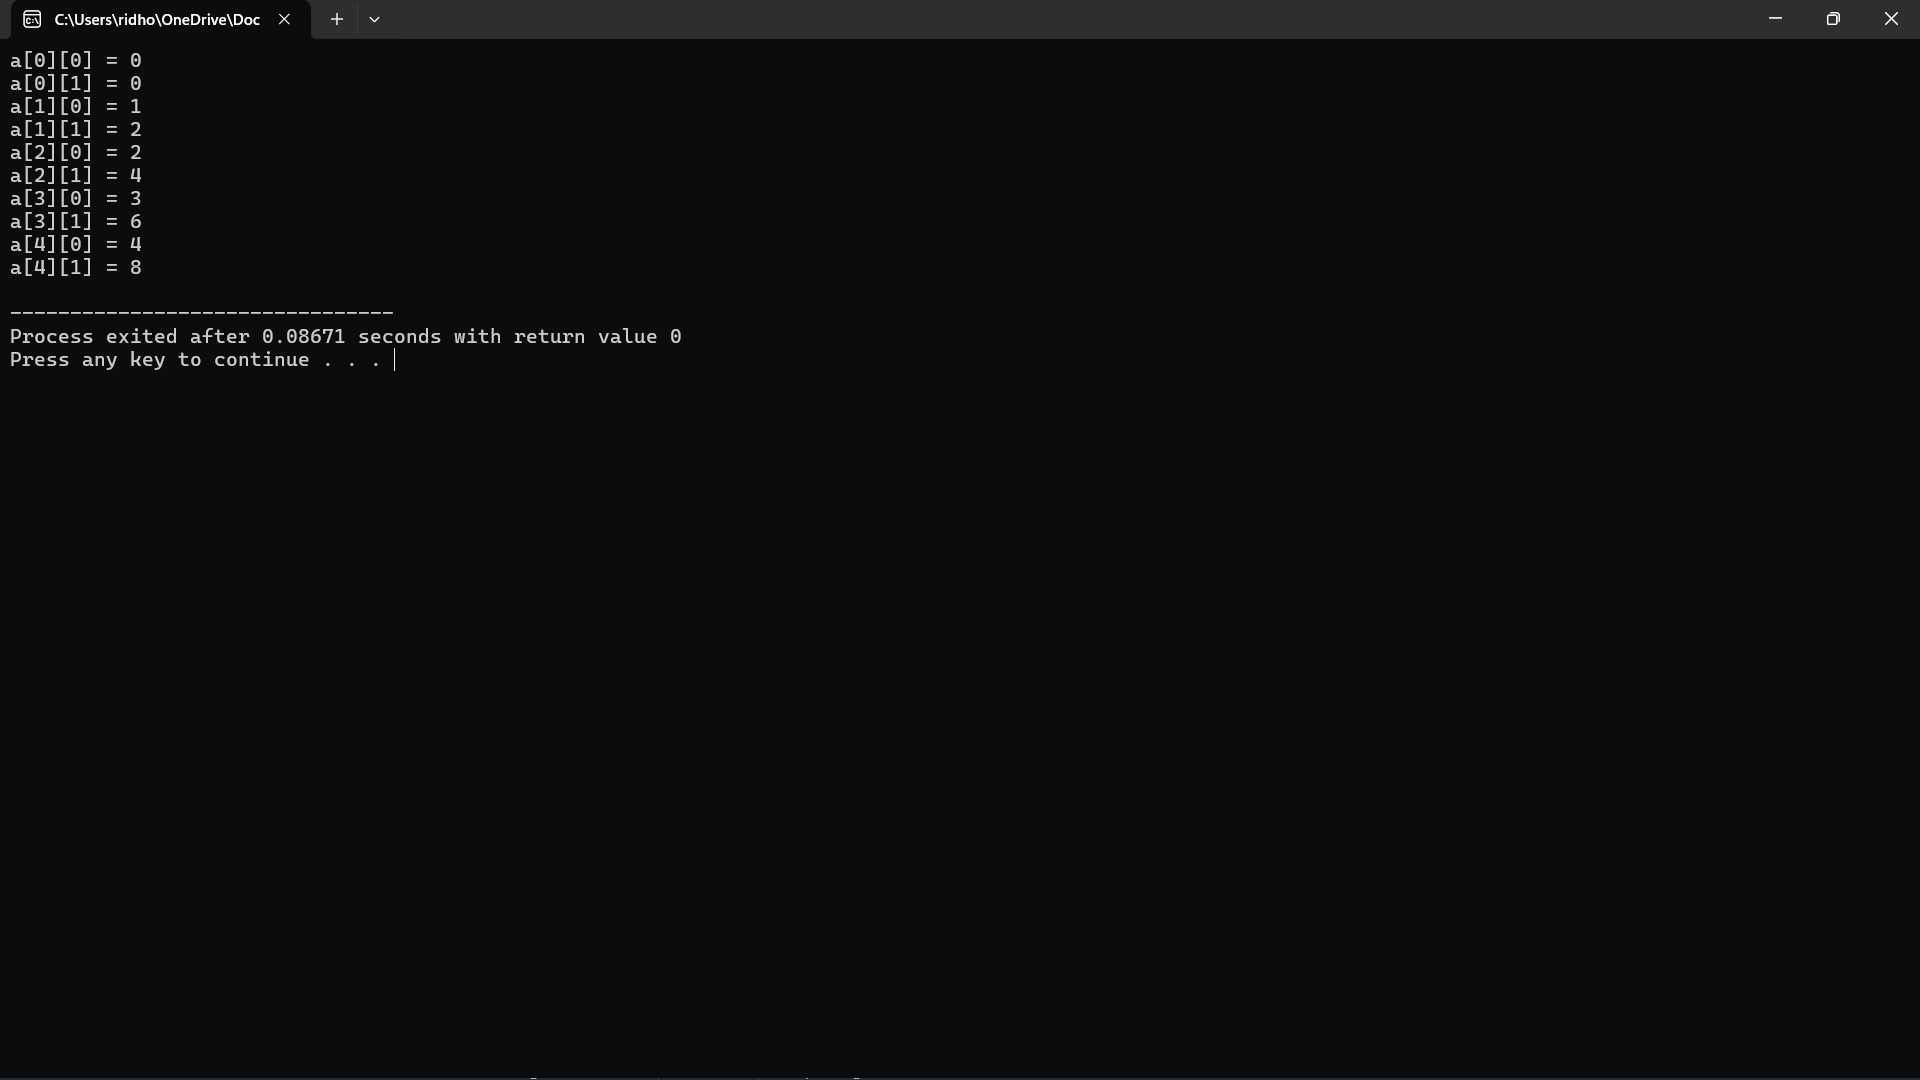 C:\Users\ridho\OneDrive\Doc
a[0][0] = 0
a[0][1] = 0
a[1][0] = 1
a[1][1] = 2
a[2][0] = 2
a[2][1] = 4
a[3][0] = 3
a[3][1] = 6
a[4][0] = 4
a[4][1] = 8
--------------------------------
Process exited after 0.08671 seconds with return value 0
Press any key to continue . . .